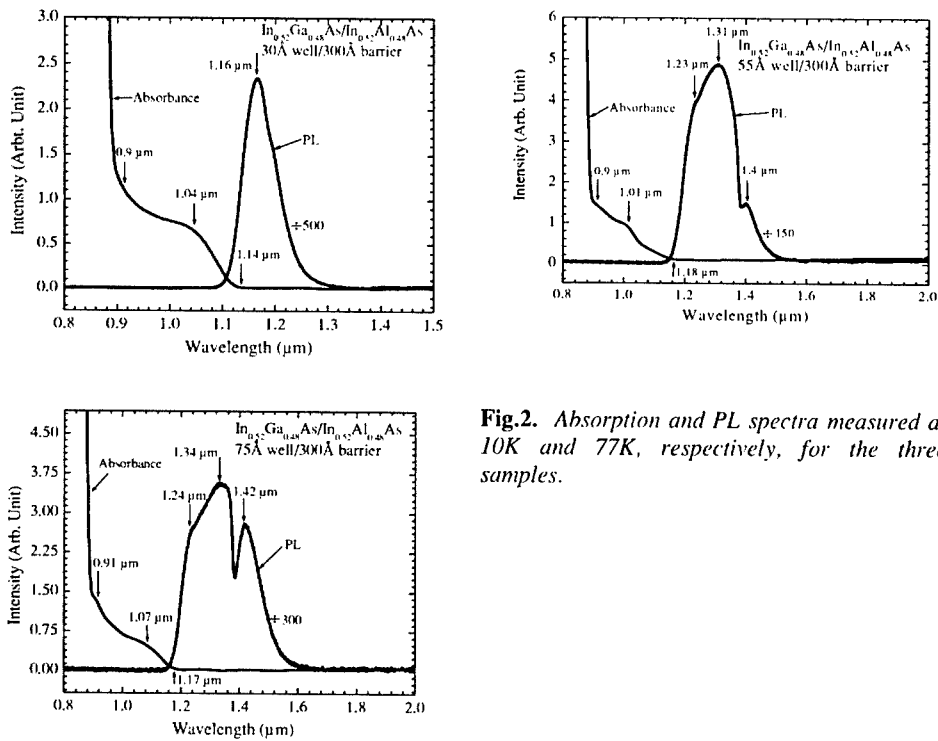 In0.52Ga0.48As/In0.52Al0.48As
30Å well/300Å barrier
1.16 µm
Absorbance
0.9 µm
1.04 µm
PL
÷500
1.14 µm
Intensity (Arbt. Unit)
3.0
2.5
2.0
1.5
1.0
0.5
0.0
0.8 0.9 1.0 1.1 1.2 1.3 1.4 1.5
Wavelength (µm)
1.31 µm
In0.52Ga0.48As/In0.52Al0.48As
55Å well/300Å barrier
1.23 µm
Absorbance
PL
0.9 µm
1.01 µm
1.4 µm
÷150
1.18 µm
Intensity (Arb. Unit)
6
5
4
3
2
1
0
0.8 1.0 1.2 1.4 1.6 1.8 2.0
Wavelength (µm)
In0.52Ga0.48As/In0.52Al0.48As
75Å well/300Å barrier
1.34 µm
Absorbance
1.24 µm
1.42 µm
PL
0.91 µm
1.07 µm
÷300
1.17 µm
Intensity (Arb. Unit)
4.50
3.75
3.00
2.25
1.50
0.75
0.00
0.8 1.0 1.2 1.4 1.6 1.8 2.0
Wavelength (µm)
Fig.2. Absorption and PL spectra measured a
10K and 77K, respectively, for the three
samples.